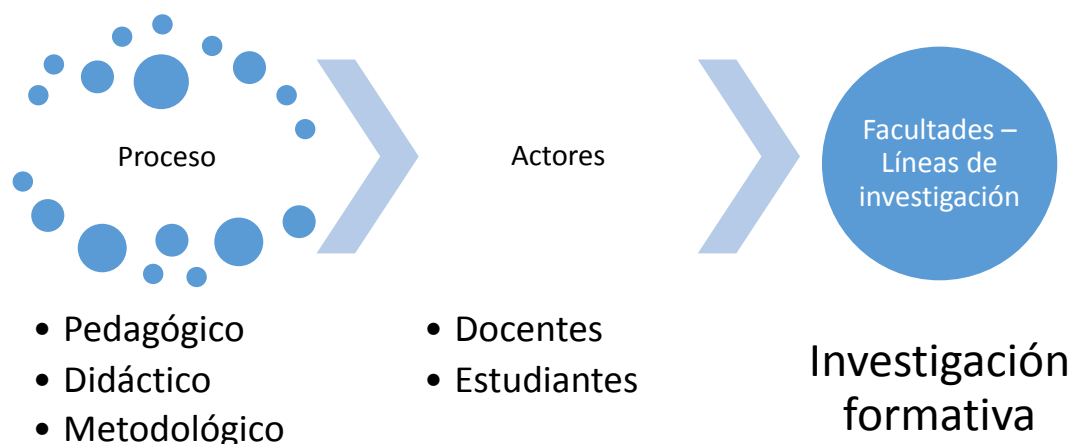 Proceso
Actores
Facultades –
Líneas de
investigación
• Pedagógico
• Didáctico
• Metodológico
• Docentes
• Estudiantes
Investigación
formativa